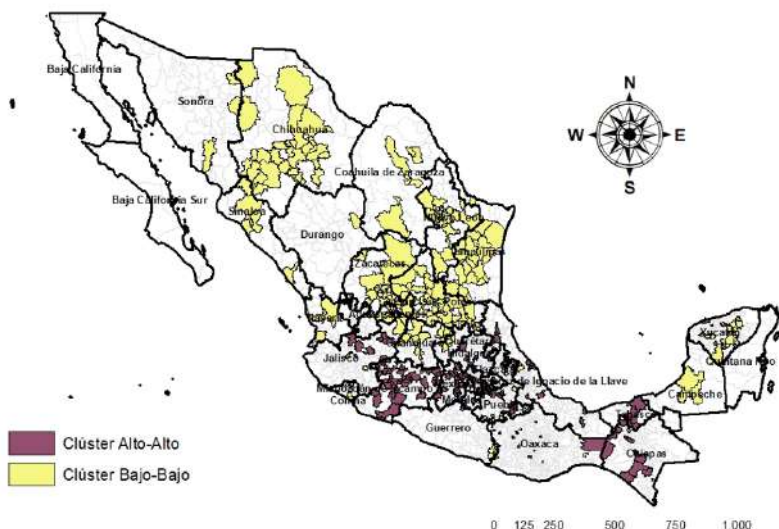 Baja California
Sonora
Chihuahua
Coahuila de Zaragoza
Baja California Sur
Sinaloa
Durango
Zacatecas
Tamaulipas
Jalisco
Colima
Guerrero
Puebla
de Ignacio de la Llave
Oaxaca
Chiapas
Campeche
Quintana Roo
N
W
E
S
Clúster Alto-Alto
Clúster Bajo-Bajo
0 125 250 500 750 1 000